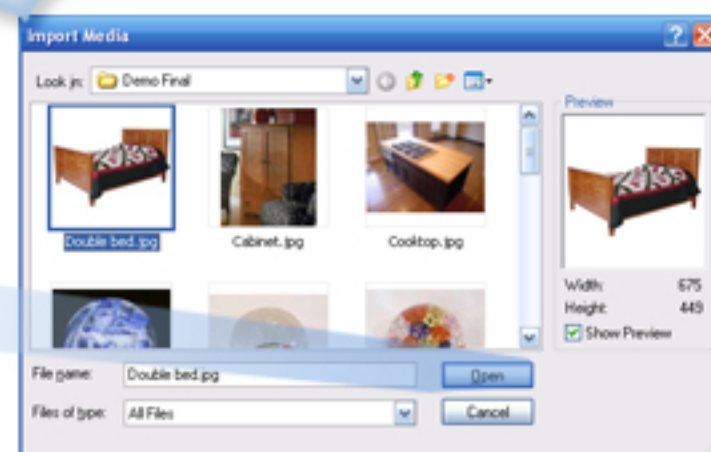 Import Media
Look in: Demo Final
Preview
Double bed.jpg Cabinet.jpg Cooktop.jpg
Width: 675
Height: 449
Show Preview
File name: Double bed.jpg Open
Files of type: All Files Cancel